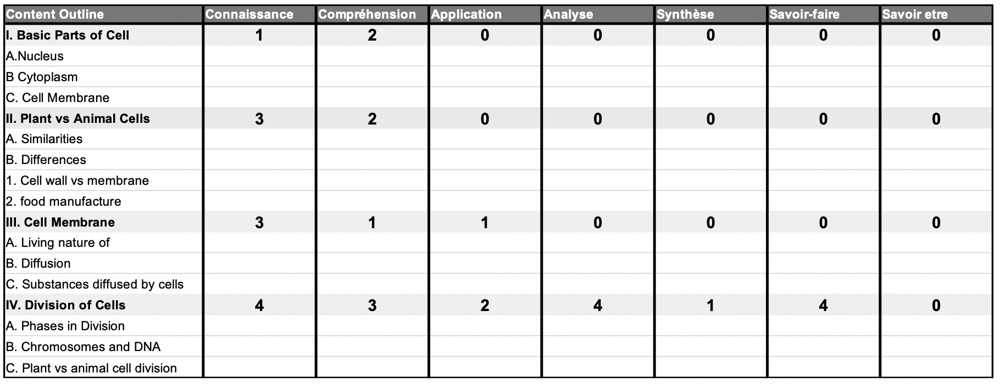 Content Outline Connaissance Compréhension Application Analyse Synthèse Savoir-faire Savoir etre
I. Basic Parts of Cell 1 2 0 0 0 0 0
A.Nucleus
B Cytoplasm
C. Cell Membrane
II. Plant vs Animal Cells 3 2 0 0 0 0 0
A. Similarities
B. Differences
1. Cell wall vs membrane
2. food manufacture
III. Cell Membrane 3 1 1 0 0 0 0
A. Living nature of
B. Diffusion
C. Substances diffused by cells
IV. Division of Cells 4 3 2 4 1 4 0
A. Phases in Division
B. Chromosomes and DNA
C. Plant vs animal cell division